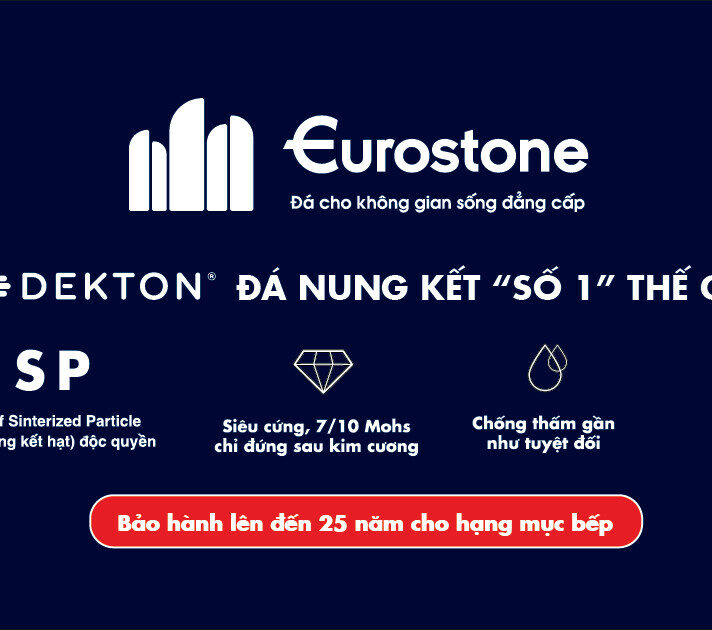 Eurostone
Đá cho không gian sống đẳng cấp
DEKTON® ĐÁ NUNG KẾT “SỐ 1” THẾ
SP
Sinterized Particle
kết hạt) độc quyền
Siêu cứng, 7/10 Mohs
chỉ đứng sau kim cương
Chống thấm gần
như tuyệt đối
Bảo hành lên đến 25 năm cho hạng mục bếp